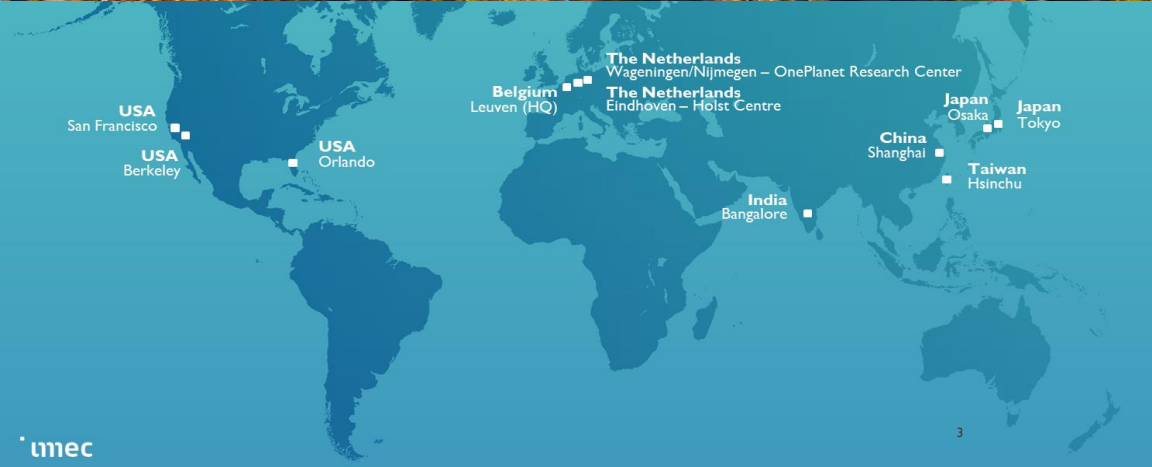 The Netherlands
Wageningen/Nijmegen – OnePlanet Research Center
Belgium
Leuven (HQ)
The Netherlands
Eindhoven – Holst Centre
USA
San Francisco
USA
Berkeley
USA
Orlando
Japan
Osaka
Japan
Tokyo
China
Shanghai
Taiwan
Hsinchu
India
Bangalore
3
imec